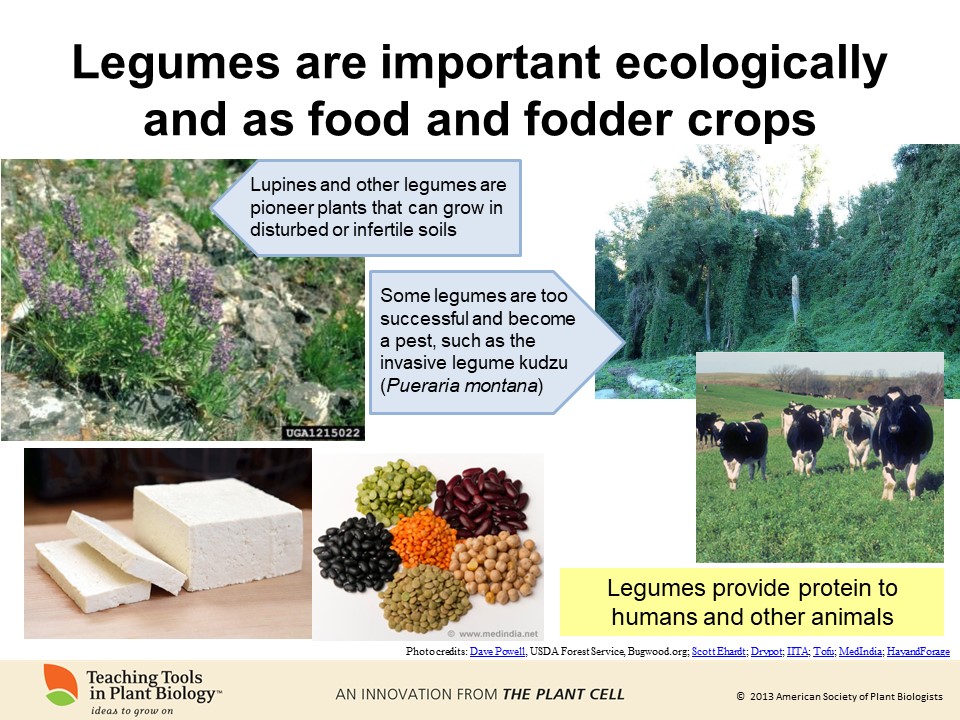 Legumes are important ecologically
and as food and fodder crops
Lupines and other legumes are
pioneer plants that can grow in
disturbed or infertile soils
Some legumes are too
successful and become
a pest, such as the
invasive legume kudzu
(Pueraria montana)
UGA1215022
© www.medindia.net
Legumes provide protein to
humans and other animals
Photo credits: Dave Powell, USDA Forest Service, Bugwood.org; Scott Ehardt; Drypot; IITA; Tofu; MedIndia; HayandForage
Teaching Tools
in Plant Biology™
ideas to grow on
AN INNOVATION FROM THE PLANT CELL
© 2013 American Society of Plant Biologists